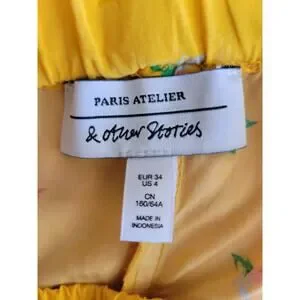 PARIS ATELIER
& Other Stories
EUR 34
US 4
CN
160/64A
MADE IN
INDONESIA